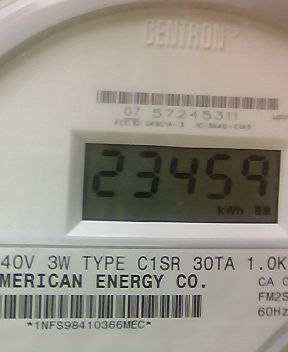 CENTRON
07 57245311
23459
kWh
40V 3W TYPE C1SR 30TA 1.0K
MERICAN ENERGY CO.
CA 0
FM2S
60Hz
*1NFS98410366MEC*